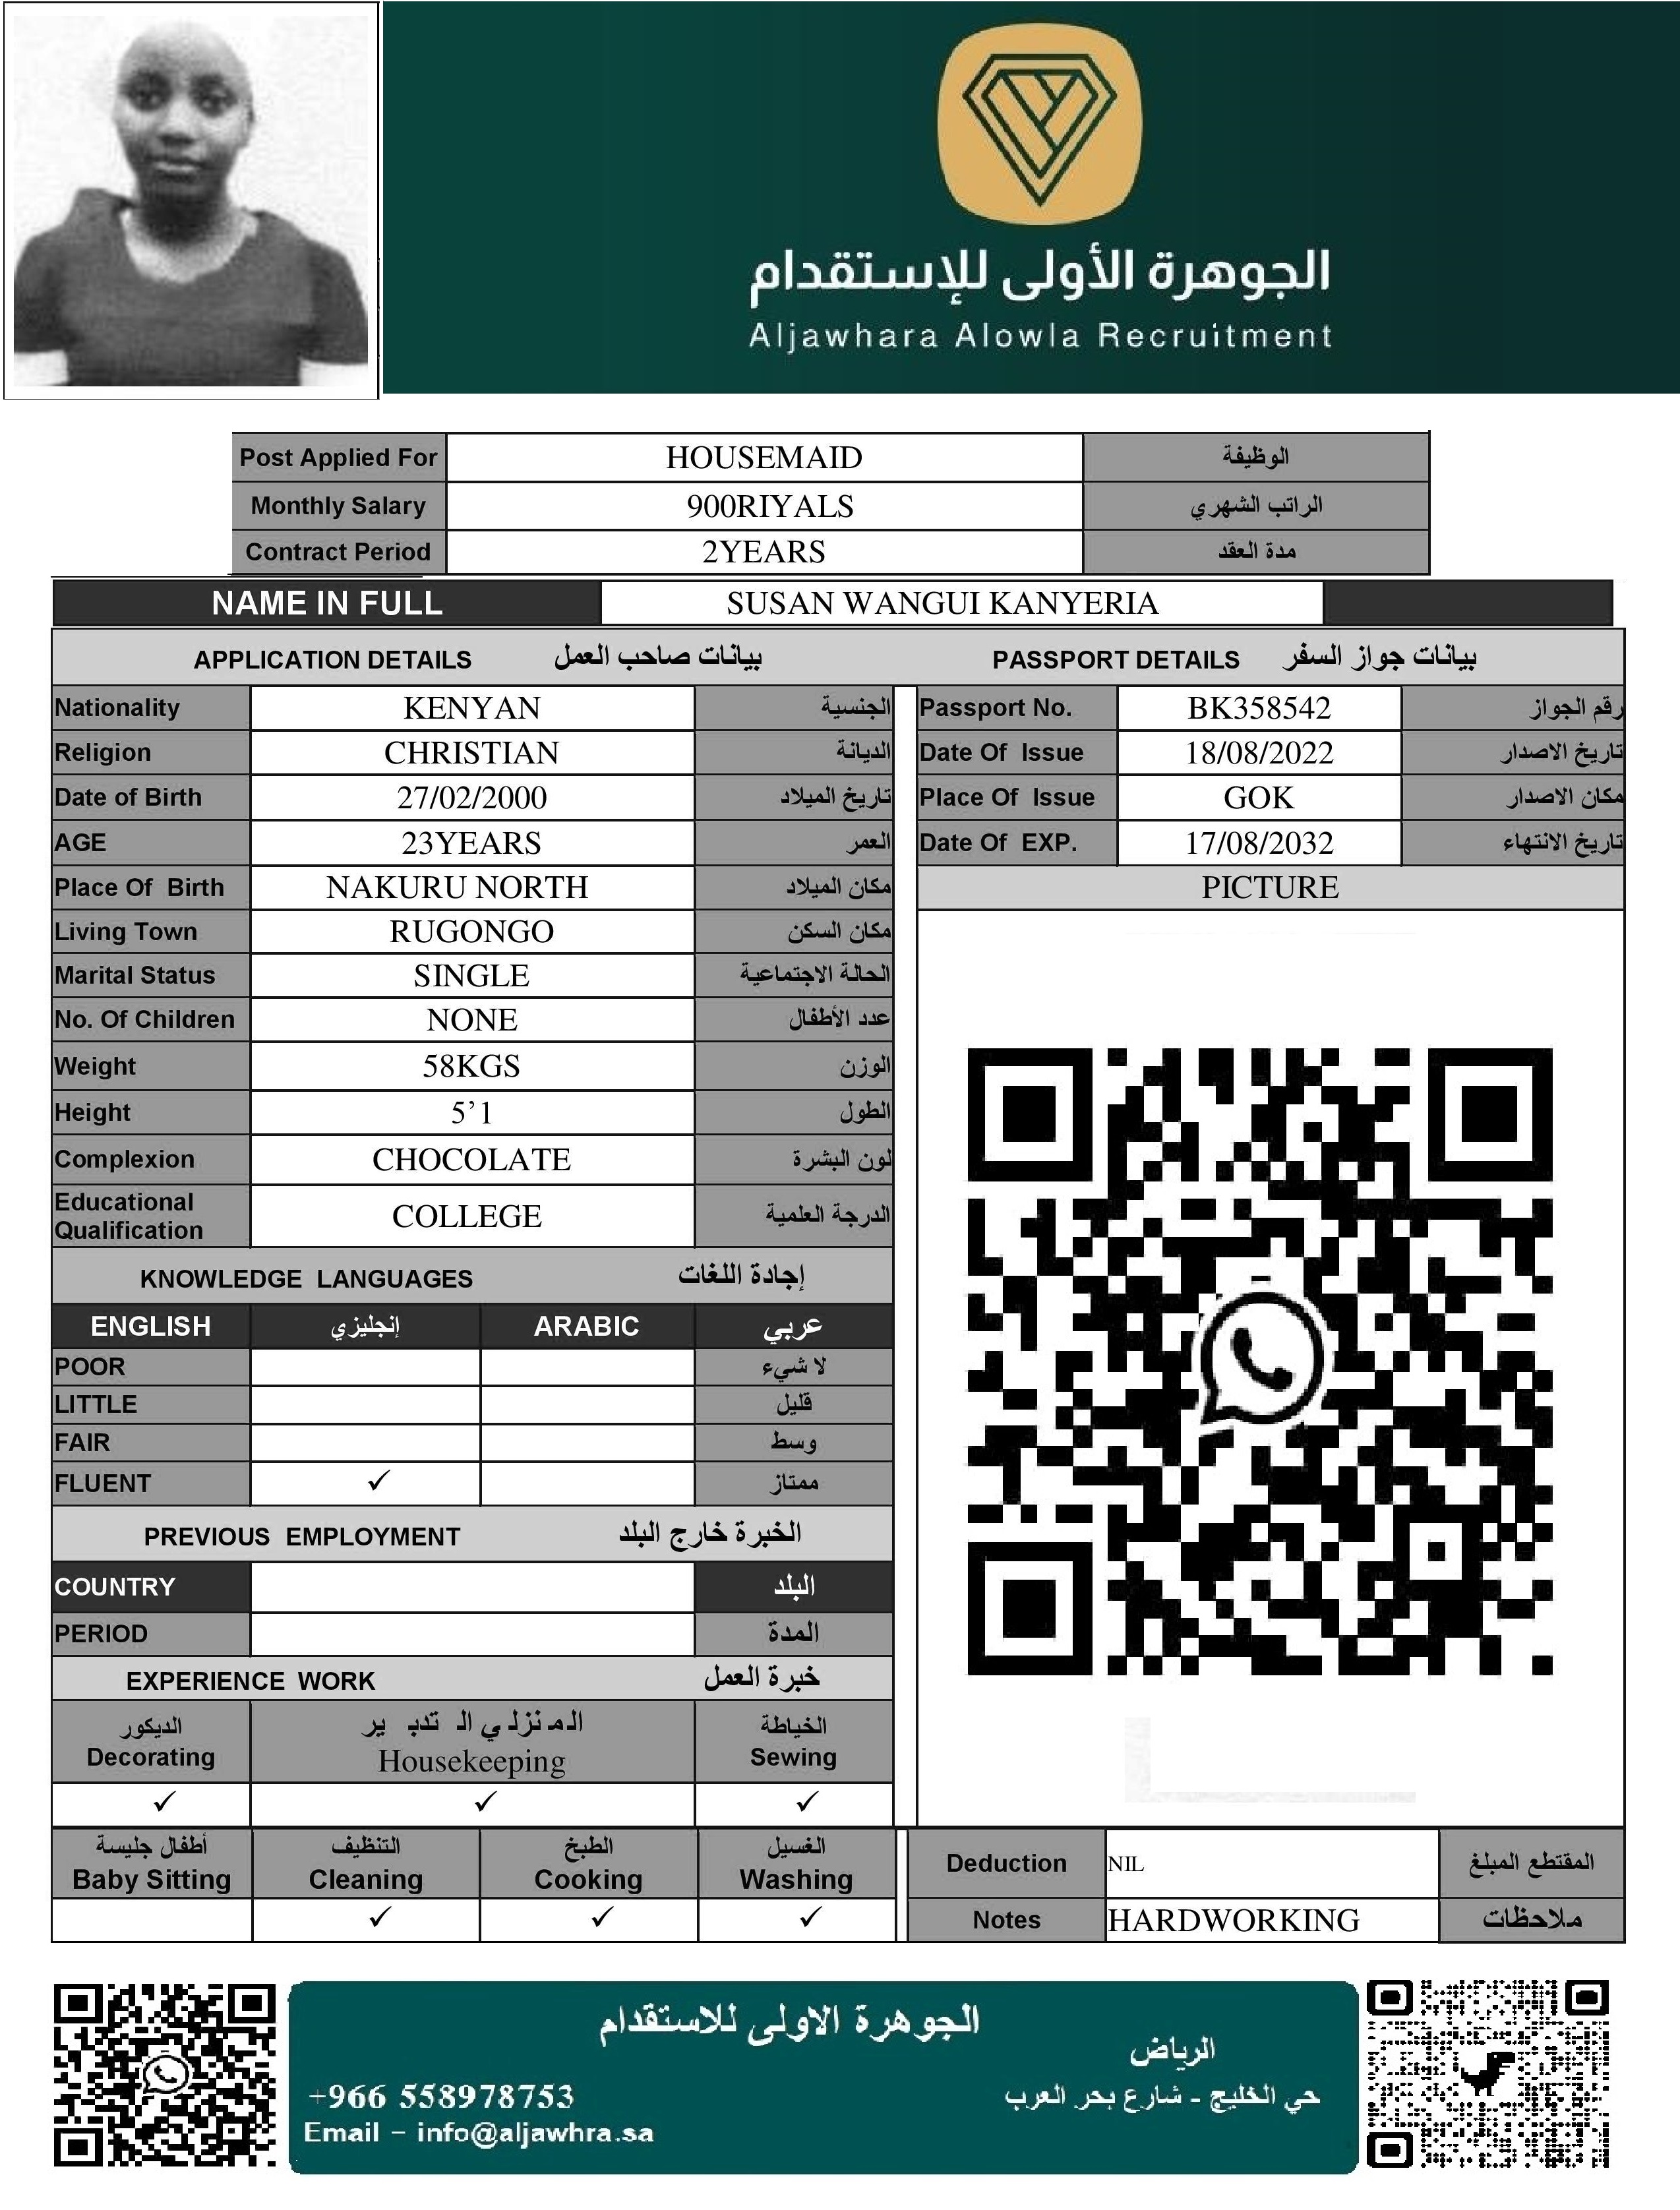 الجوهرة الأولى للإستقدام
Aljawhara Alowla Recruitment
Post Applied For HOUSEMAID الوظيفة
Monthly Salary 900RIYALS الراتب الشهري
Contract Period 2YEARS مدة العقد
NAME IN FULL SUSAN WANGUI KANYERIA
APPLICATION DETAILS بيانات صاحب العمل PASSPORT DETAILS بيانات جواز السفر
Nationality KENYAN الجنسية Passport No. BK358542 رقم الجواز
Religion CHRISTIAN الديانة Date Of Issue 18/08/2022 تاريخ الاصدار
Date of Birth 27/02/2000 تاريخ الميلاد Place Of Issue GOK مكان الاصدار
AGE 23YEARS العمر Date Of EXP. 17/08/2032 تاريخ الانتهاء
Place Of Birth NAKURU NORTH مكان الميلاد PICTURE
Living Town RUGONGO مكان السكن
Marital Status SINGLE الحالة الاجتماعية
No. Of Children NONE عدد الأطفال
Weight 58KGS الوزن
Height 5’1 الطول
Complexion CHOCOLATE لون البشرة
Educational
Qualification COLLEGE الدرجة العلمية
KNOWLEDGE LANGUAGES إجادة اللغات
ENGLISH إنجليزي ARABIC عربي
POOR لا شيء
LITTLE قليل
FAIR وسط
FLUENT ✓ ممتاز
PREVIOUS EMPLOYMENT الخبرة خارج البلد
COUNTRY البلد
PERIOD المدة
EXPERIENCE WORK خبرة العمل
الديكور المنزلي التدبير الخياطة
Decorating Housekeeping Sewing
✓ ✓ ✓
أطفال جليسة التنظيف الطبخ الغسيل
Baby Sitting Cleaning Cooking Washing
✓ ✓ ✓
Deduction NIL المقتطع المبلغ
Notes HARDWORKING ملاحظات
الجوهرة الاولى للاستقدام
الرياض
+966 558978753 حي الخليج - شارع بحر العرب
Email - info@aljawhra.sa